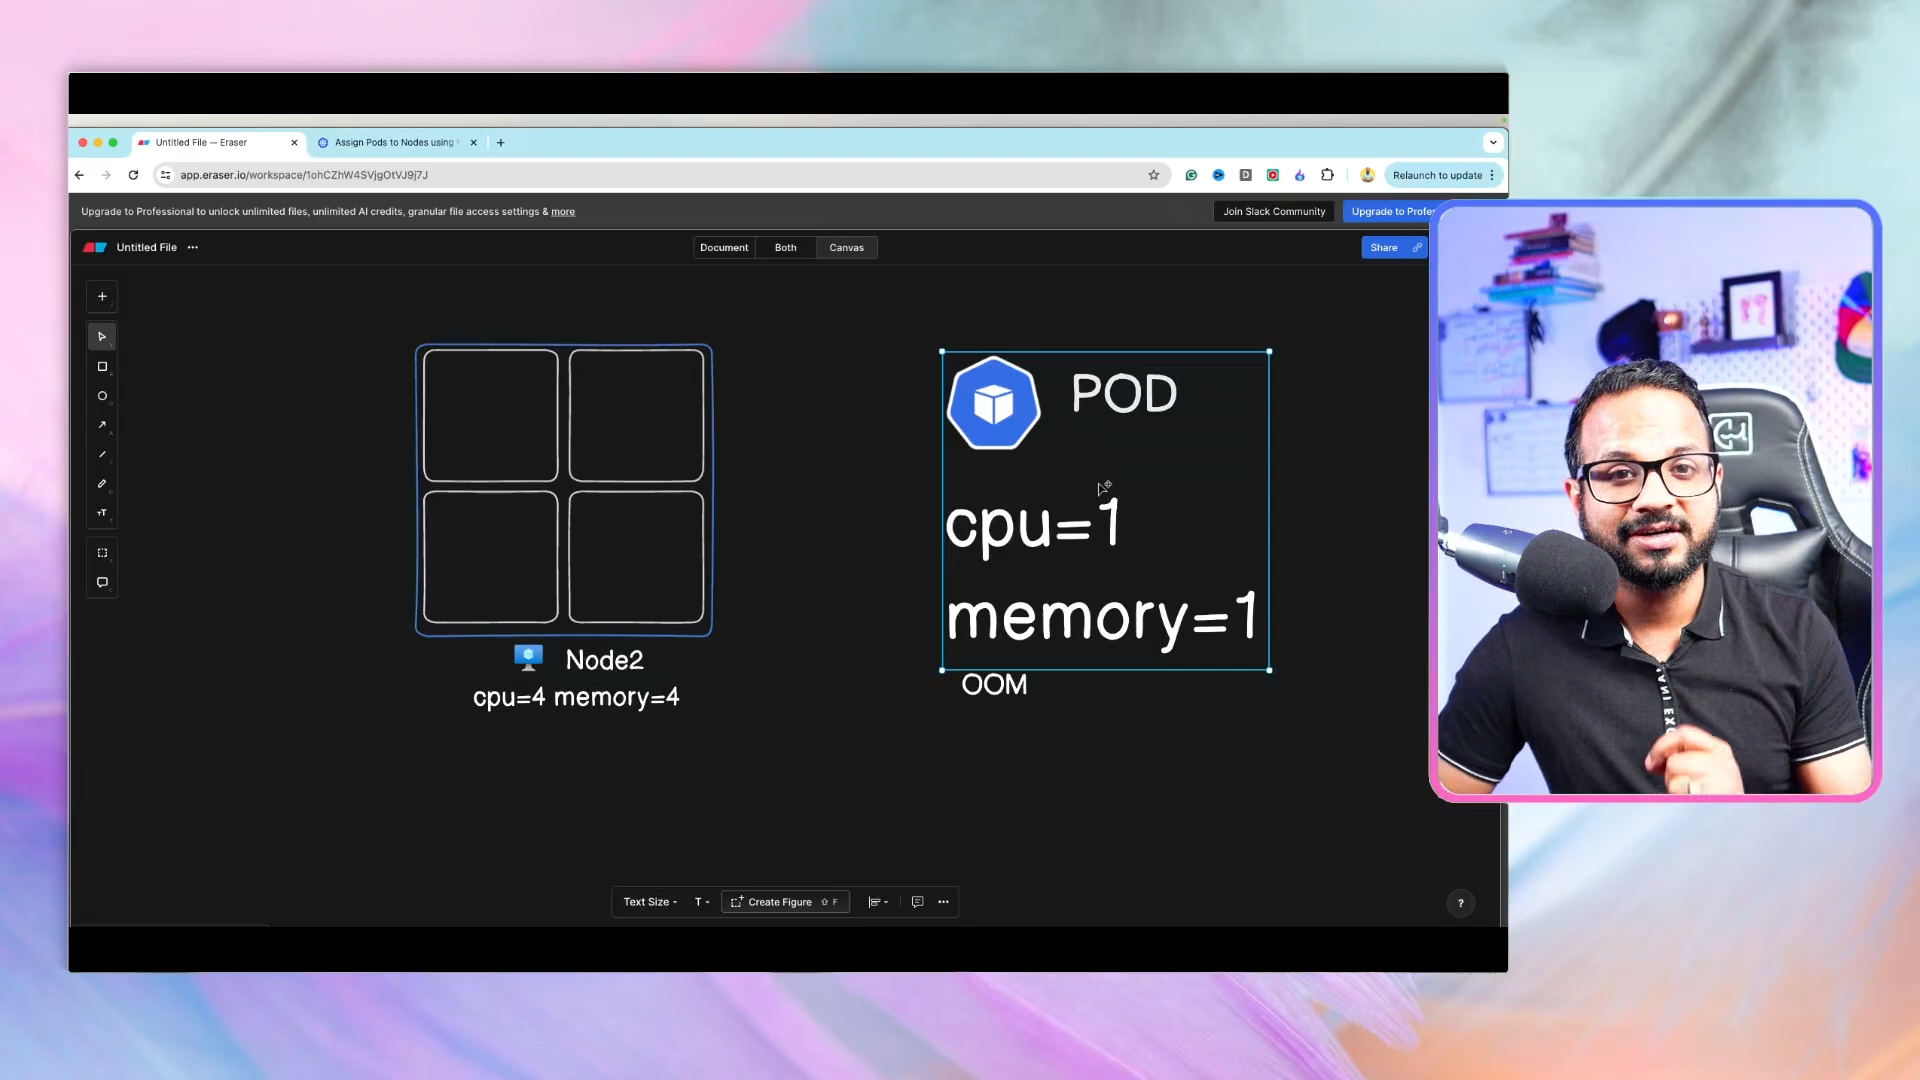 Untitled File — Eraser
Assign Pods to Nodes using
app.eraser.io/workspace/1ohCZhW4SVjgOtVJ9j7J
Relaunch to update
Upgrade to Professional to unlock unlimited files, unlimited AI credits, granular file access settings & more
Join Slack Community
Upgrade to Profes
Untitled File
Document
Both
Canvas
Share
POD
cpu=1
memory=1
OOM
Node2
cpu=4 memory=4
Text Size
T
Create Figure
F
?